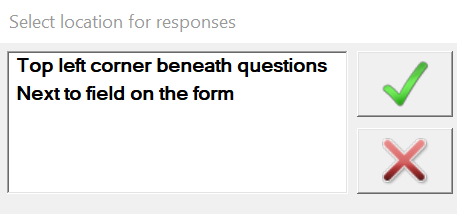 Select location for responses
Top left corner beneath questions
Next to field on the form